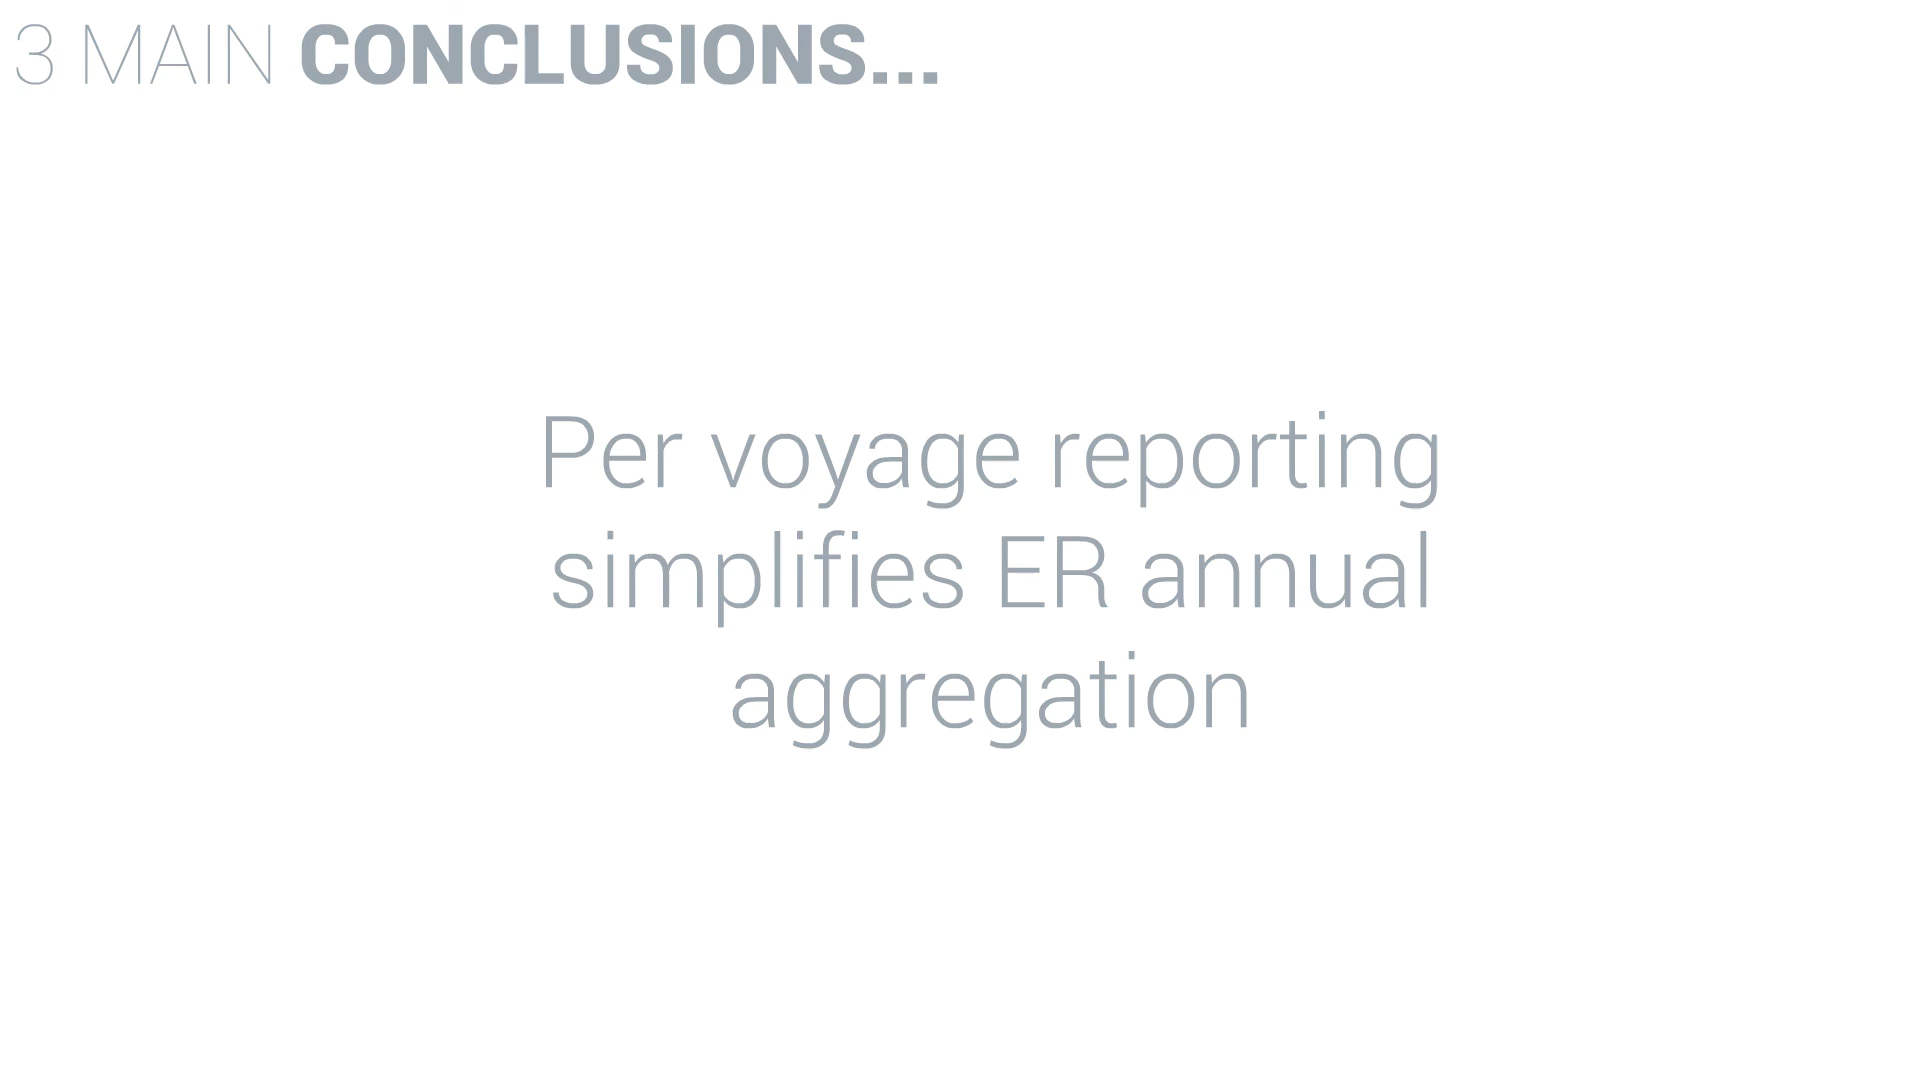 3 MAIN CONCLUSIONS...
Per voyage reporting
simplifies ER annual
aggregation